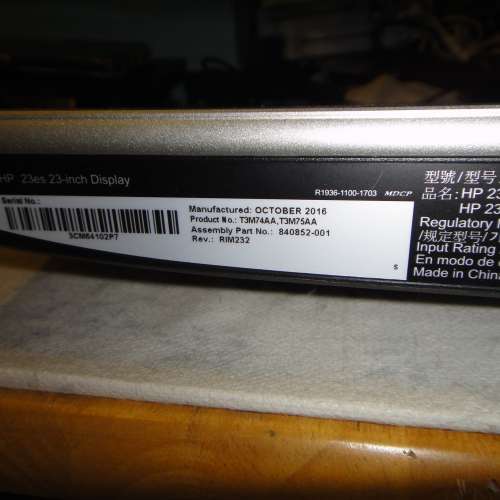 HP 23es 23-inch Display
R1936-1100-1703 MDCP
Serial No.:
3CM64102P7
Manufactured: OCTOBER 2016
Product No.: T3M74AA,T3M75AA
Assembly Part No.: 840852-001
Rev.: RIM232
s
型號/型号
品名: HP 23
HP 23
Regulatory
/规定型号/
Input Rating
En modo de
Made in China